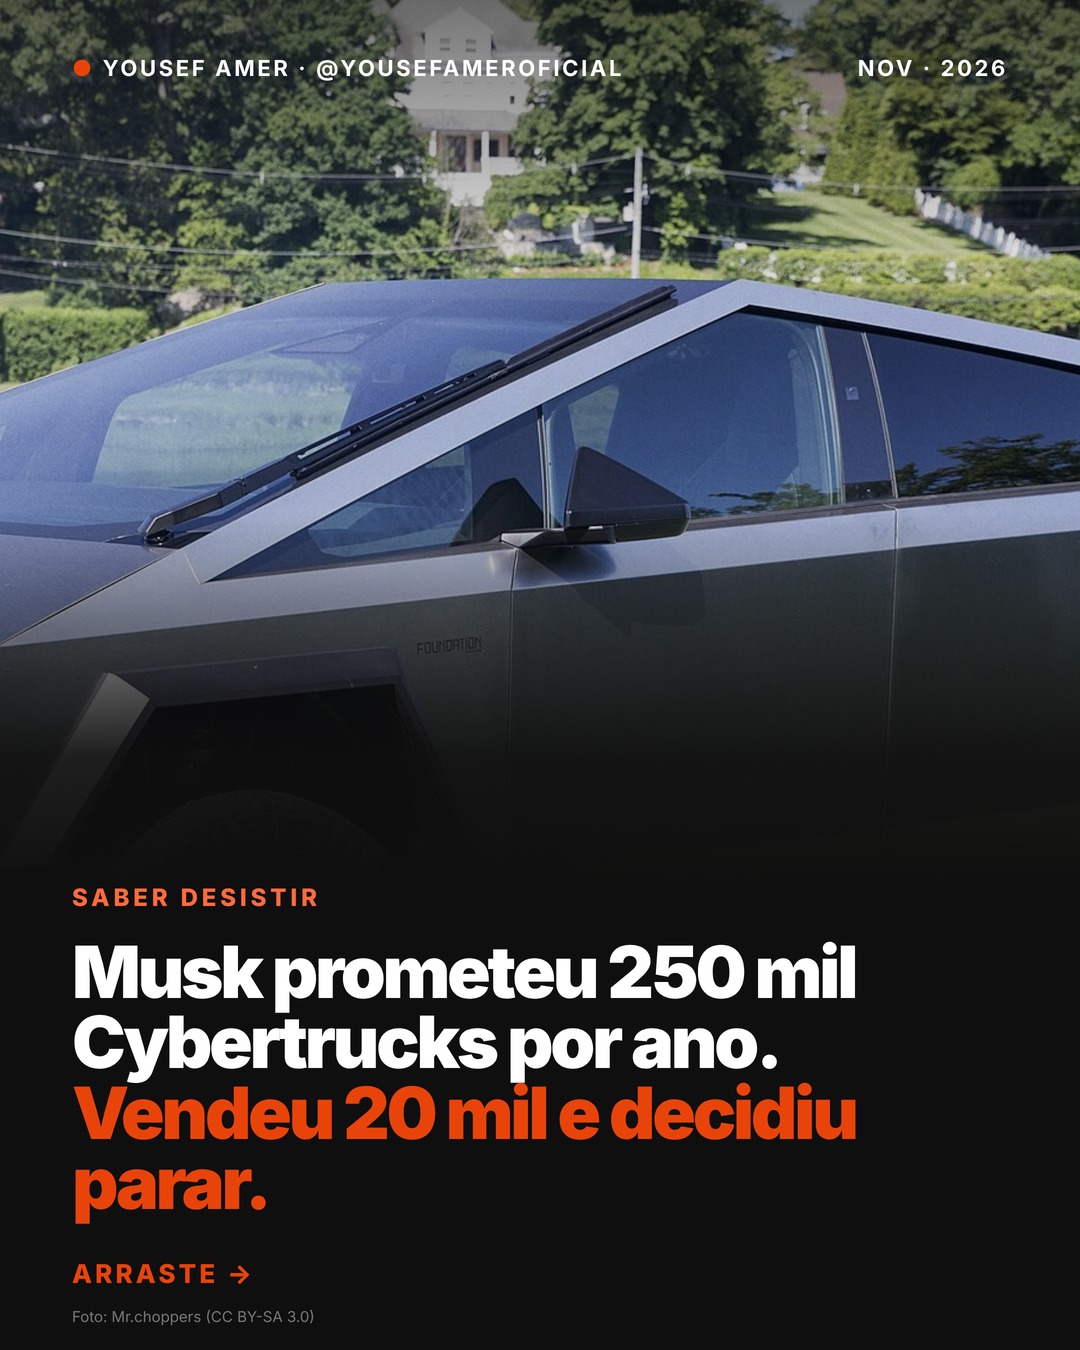 YOUSEF AMER · @YOUSEFAMEROFICIAL
NOV · 2026
FOUNDATION
SABER DESISTIR
Musk prometeu 250 mil
Cybertrucks por ano.
Vendeu 20 mil e decidiu
parar.
ARRASTE →
Foto: Mr.choppers (CC BY-SA 3.0)